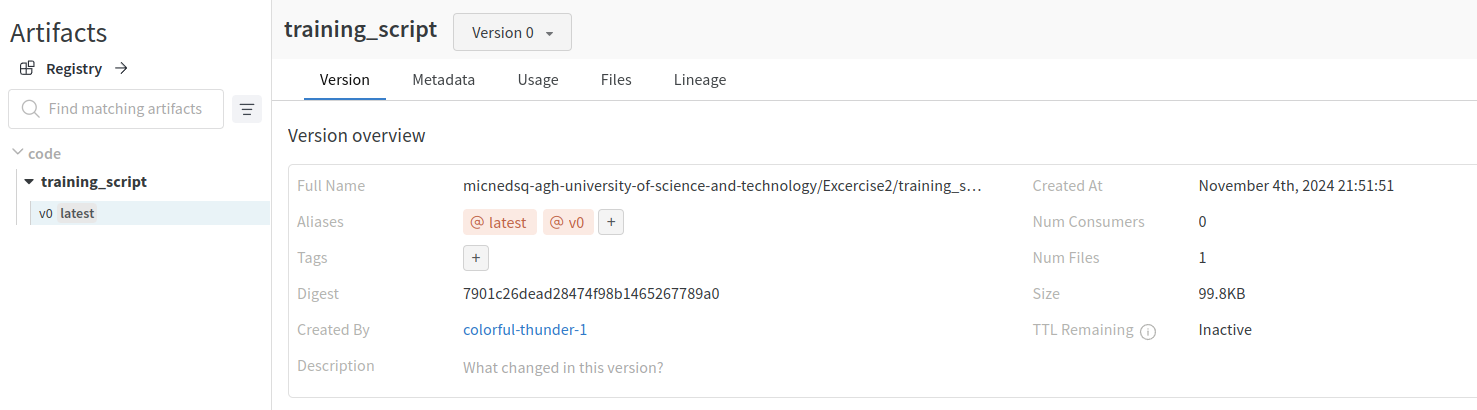 Artifacts
Registry
Find matching artifacts
code
training_script
v0 latest
training_script
Version 0
Version Metadata Usage Files Lineage
Version overview
Full Name micnedsq-agh-university-of-science-and-technology/Excercise2/training_s... Created At November 4th, 2024 21:51:51
Aliases @ latest @ v0 + Num Consumers 0
Tags + Num Files 1
Digest 7901c26dead28474f98b1465267789a0 Size 99.8KB
Created By colorful-thunder-1 TTL Remaining Inactive
Description What changed in this version?